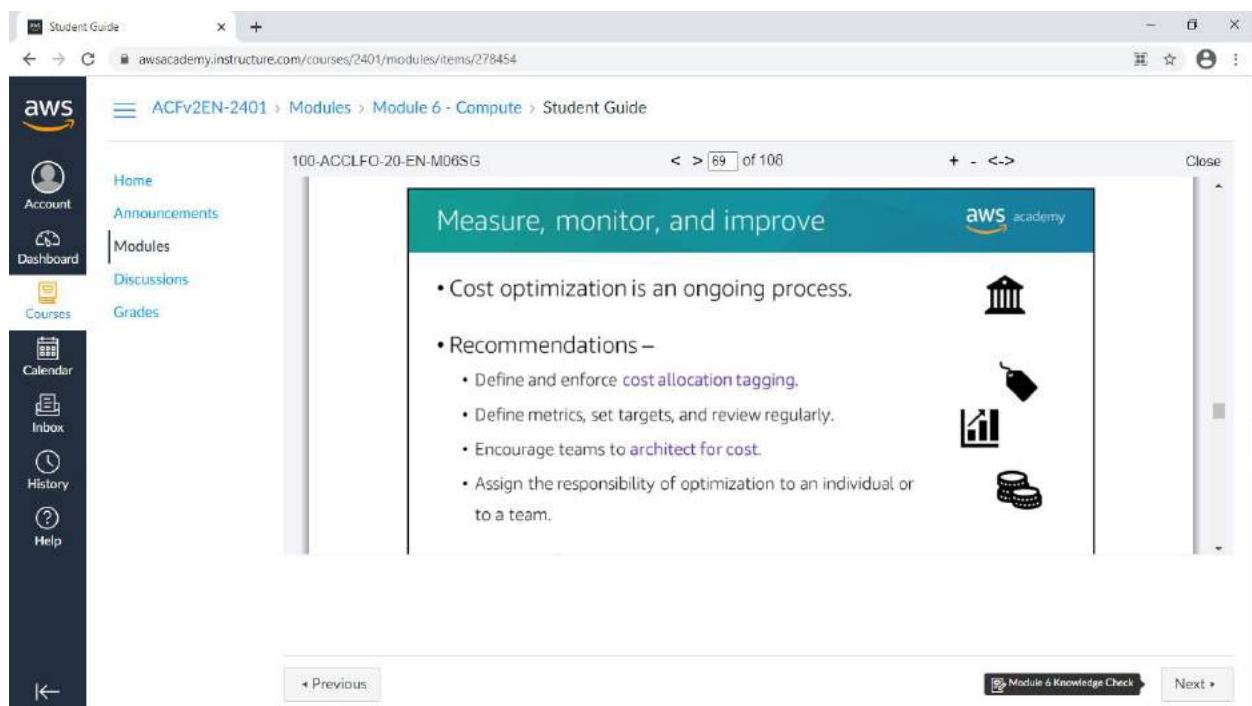 Student Guide
awsacademy.instructure.com/courses/2401/modules/items/278454
aws
ACFv2EN-2401 > Modules > Module 6 - Compute > Student Guide
100-ACCLFO-20-EN-M06SG < > 69 of 108 + - <-> Close
Account
Dashboard
Courses
Calendar
Inbox
History
Help
Home
Announcements
Modules
Discussions
Grades
Measure, monitor, and improve
aws academy
• Cost optimization is an ongoing process.
• Recommendations –
• Define and enforce cost allocation tagging.
• Define metrics, set targets, and review regularly.
• Encourage teams to architect for cost.
• Assign the responsibility of optimization to an individual or
to a team.
◂ Previous
Module 6 Knowledge Check
Next ▸